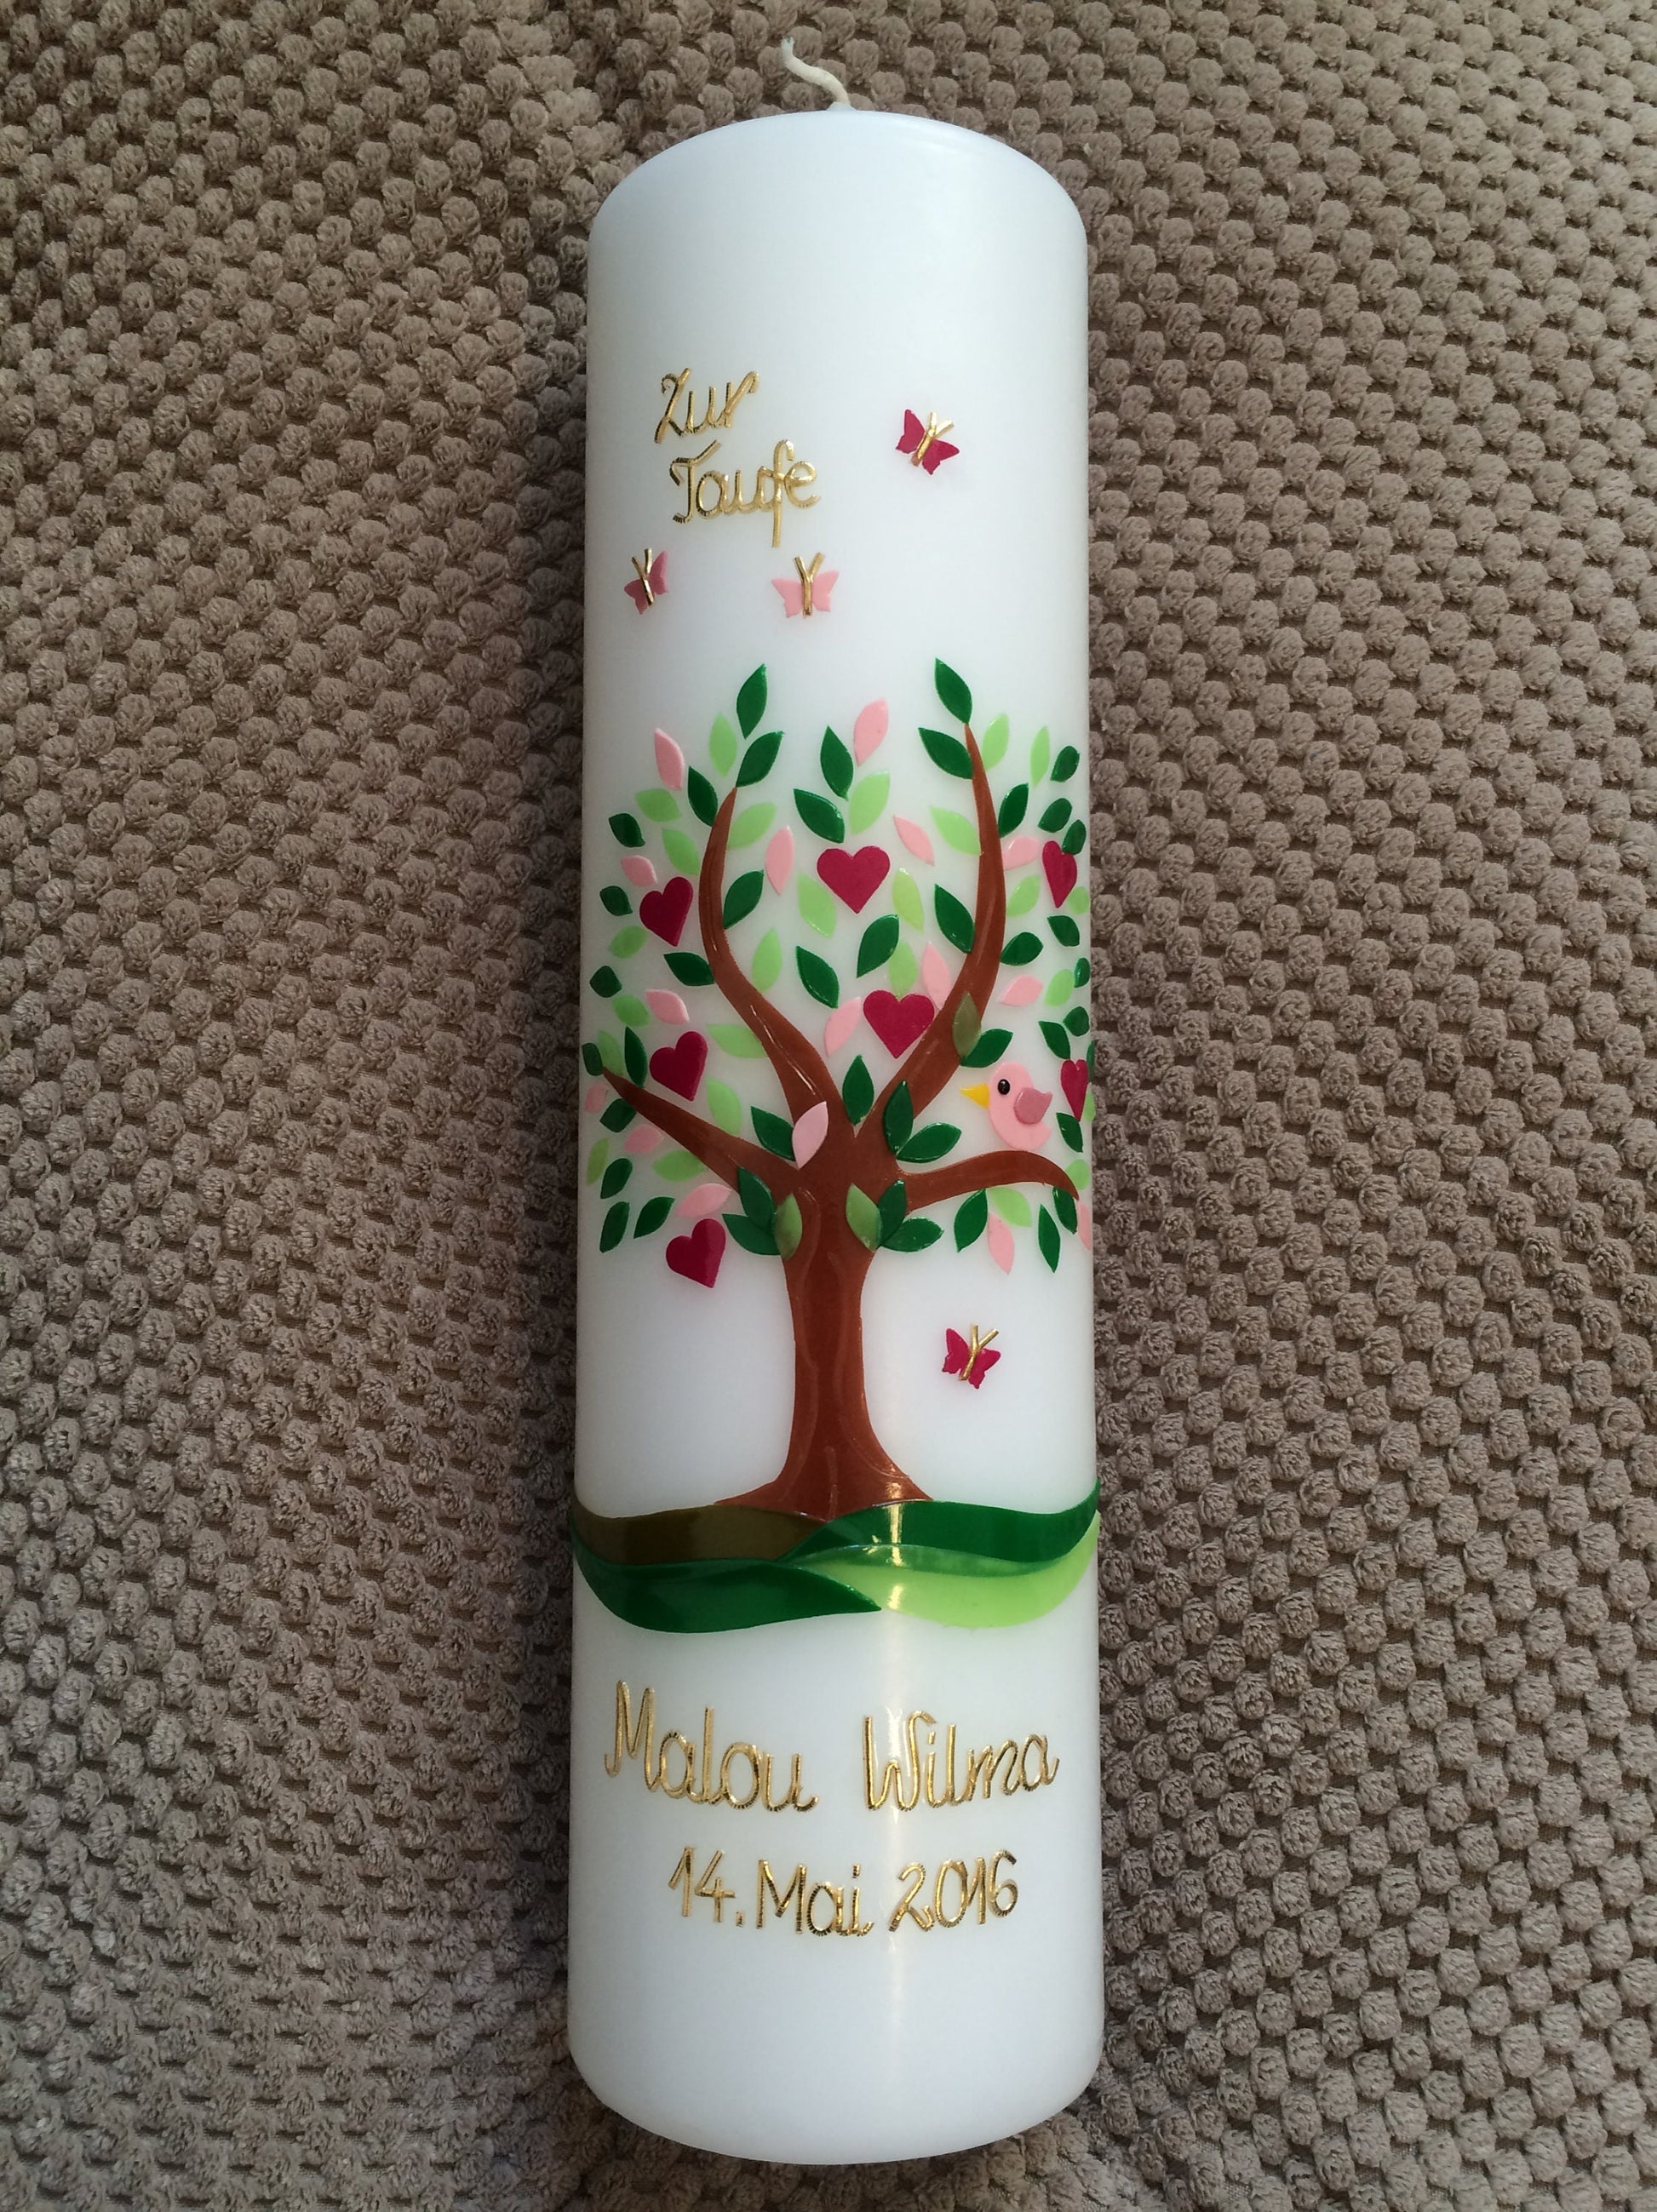 Zur
Taufe
Malou Wilma
14. Mai 2016